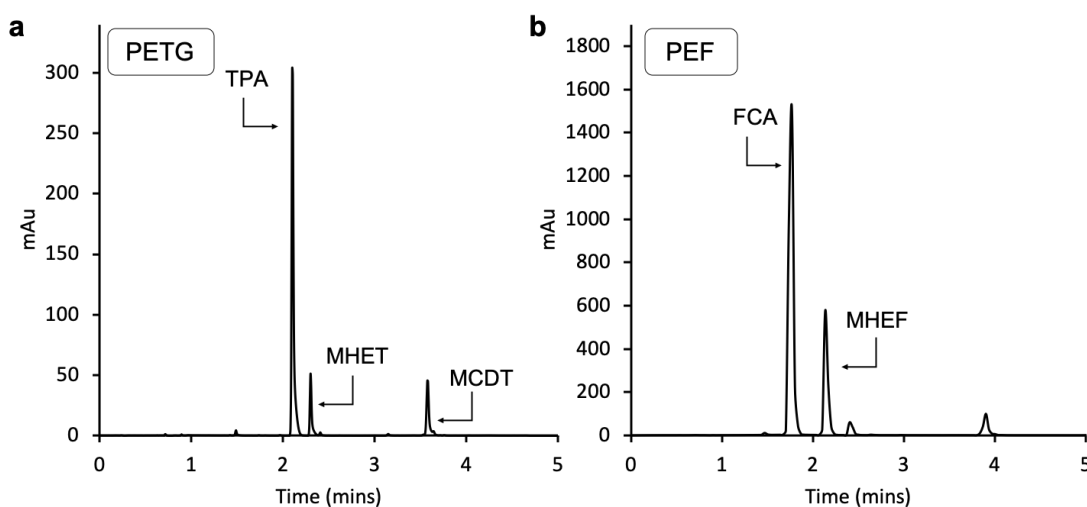 a
PETG
TPA
MHET
MCDT
300
250
200
150
100
50
0
mAu
0 1 2 3 4 5
Time (mins)
b
PEF
FCA
MHEF
1800
1600
1400
1200
1000
800
600
400
200
0
mAu
0 1 2 3 4 5
Time (mins)